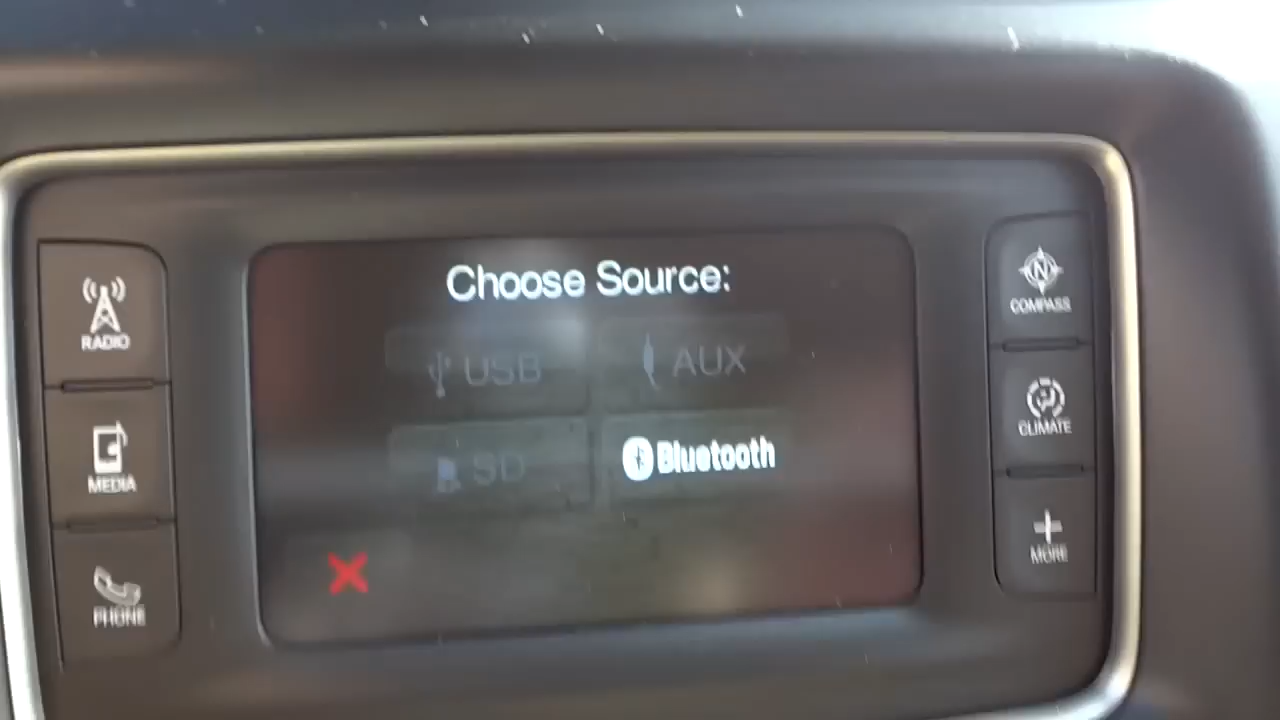 Choose Source:
RADIO
COMPASS
USB
AUX
MEDIA
SD
Bluetooth
CLIMATE
PHONE
N
MORE